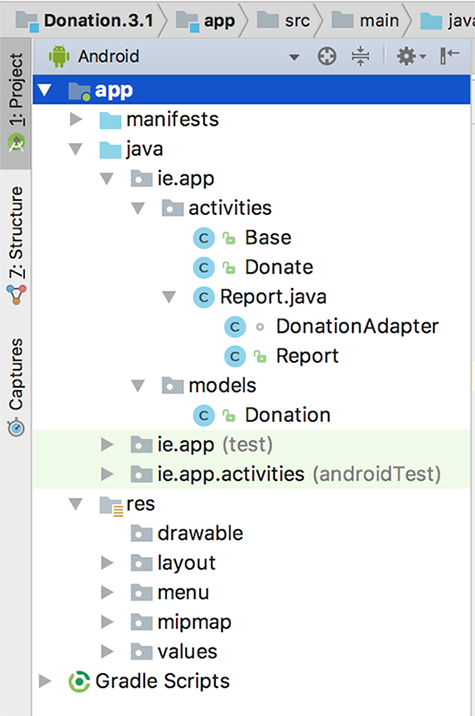 Donation.3.1 app src main java
Android
1: Project
7: Structure
Captures
app
manifests
java
ie.app
activities
C Base
C Donate
C Report.java
C DonationAdapter
C Report
models
C Donation
ie.app (test)
ie.app.activities (androidTest)
res
drawable
layout
menu
mipmap
values
Gradle Scripts